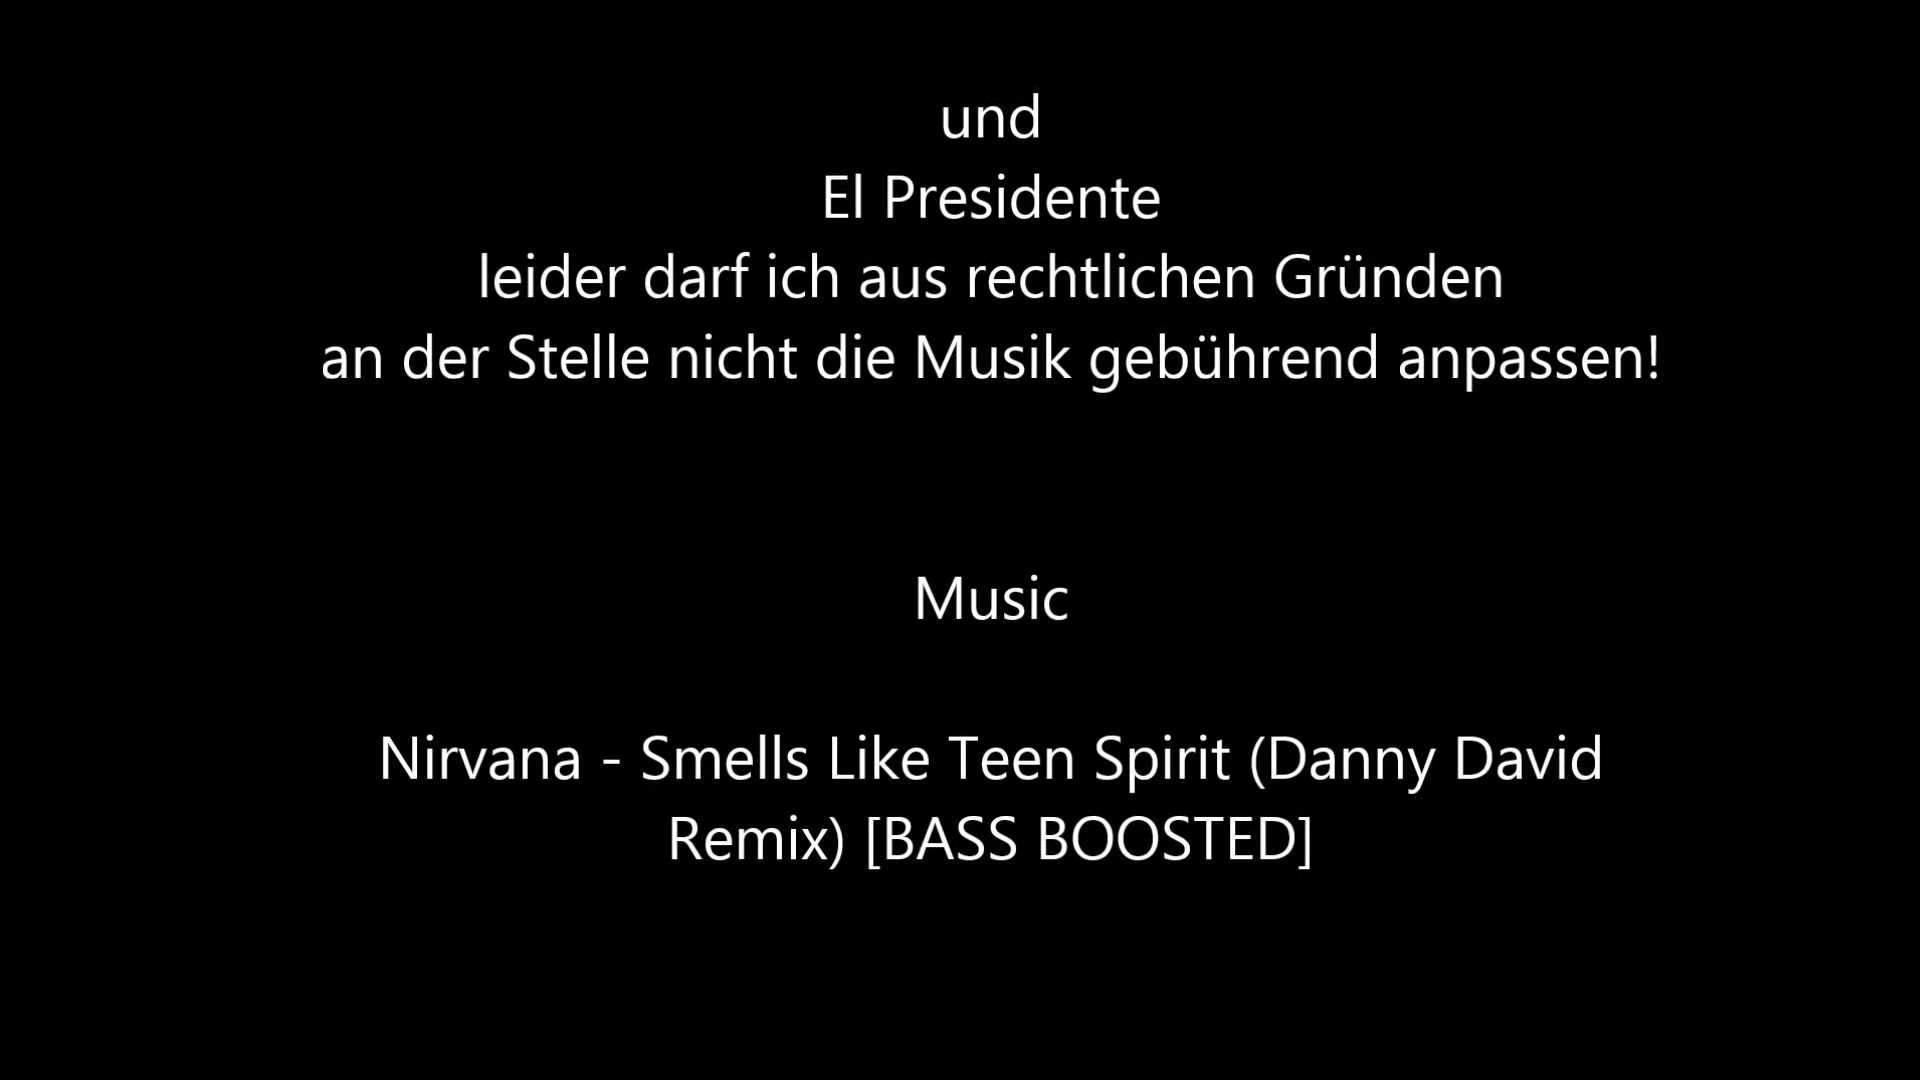 und
El Presidente
leider darf ich aus rechtlichen Gründen
an der Stelle nicht die Musik gebührend anpassen!
Music
Nirvana - Smells Like Teen Spirit (Danny David
Remix) [BASS BOOSTED]